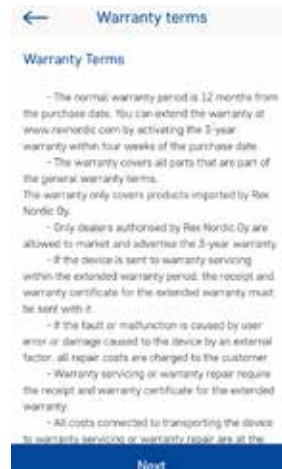 ← Warranty terms
Warranty Terms
- The normal warranty period is 12 months from
the purchase date. You can extend the warranty at
www.rexnordic.com by activating the 3-year
warranty within four weeks of the purchase date.
- The warranty covers all parts that are part of
the general warranty terms.
The warranty only covers products imported by Rex
Nordic Oy.
- Only dealers authorised by Rex Nordic Oy are
allowed to market and advertise the 3-year warranty.
- If the device is sent to warranty servicing
within the extended warranty period, the receipt and
warranty certificate for the extended warranty must
be sent with it.
- If the fault or malfunction is caused by user
error or damage caused to the device by an external
factor, all repair costs are charged to the customer.
- Warranty servicing or warranty repair require
the receipt and warranty certificate for the extended
warranty.
- All costs connected to transporting the device
to warranty servicing or warranty repair are at the
Next